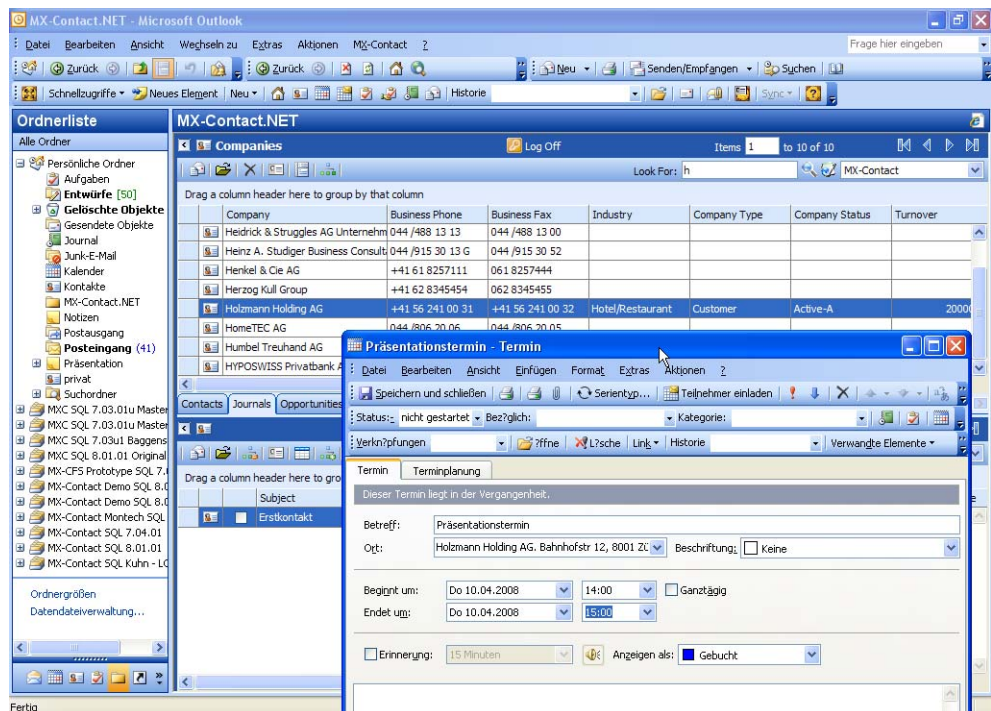 MX-Contact.NET - Microsoft Outlook
Datei Bearbeiten Ansicht Wechseln zu Extras Aktionen MX-Contact ? Frage hier eingeben
Zurück Zurück Neu Senden/Empfangen Suchen
Schnellzugriffe Neues Element Neu Historie Sync
Ordnerliste
Alle Ordner
Persönliche Ordner
Aufgaben
Entwürfe [50]
Gelöschte Objekte
Gesendete Objekte
Journal
Junk-E-Mail
Kalender
Kontakte
MX-Contact.NET
Notizen
Postausgang
Posteingang (41)
Präsentation
privat
Suchordner
MXC SQL 7.03.01u Master
MXC SQL 7.03.01u Master
MXC SQL 7.03u1 Baggens
MXC SQL 8.01.01 Original
MX-CFS Prototype SQL 7.
MX-Contact Demo SQL 8.0
MX-Contact Demo SQL 8.0
MX-Contact Montech SQL
MX-Contact SQL 7.04.01
MX-Contact SQL 8.01.01
MX-Contact SQL Kuhn - LO
Ordnergrößen
Datendateiverwaltung...
Fertig
MX-Contact.NET
Companies Log Off Items 1 to 10 of 10
Look For: h MX-Contact
Drag a column header here to group by that column
Company Business Phone Business Fax Industry Company Type Company Status Turnover
Heidrick & Struggles AG Unternehm 044 /488 13 13 044 /488 13 00
Heinz A. Studiger Business Consult 044 /915 30 13 G 044 /915 30 52
Henkel & Cie AG +41 61 8257111 061 8257444
Herzog Kull Group +41 62 8345454 062 8345455
Holzmann Holding AG +41 56 241 00 31 +41 56 241 00 32 Hotel/Restaurant Customer Active-A 2000
HomeTEC AG 044 /806 20 06 044 /806 20 05
Humbel Treuhand AG
HYPOSWISS Privatbank A
Contacts Journals Opportunities
Drag a column header here to gro
Subject
Erstkontakt
Präsentationstermin - Termin
Datei Bearbeiten Ansicht Einfügen Format Extras Aktionen ?
Speichern und schließen Serientyp... Teilnehmer einladen
Status: nicht gestartet Bez?glich: Kategorie:
Verkn?pfungen ?ffne L?sche Link Historie Verwandte Elemente
Termin Terminplanung
Dieser Termin liegt in der Vergangenheit.
Betreff: Präsentationstermin
Ort: Holzmann Holding AG. Bahnhofstr 12, 8001 Zü Beschriftung: Keine
Beginnt um: Do 10.04.2008 14:00 Ganztägig
Endet um: Do 10.04.2008 15:00
Erinnerung: 15 Minuten Anzeigen als: Gebucht